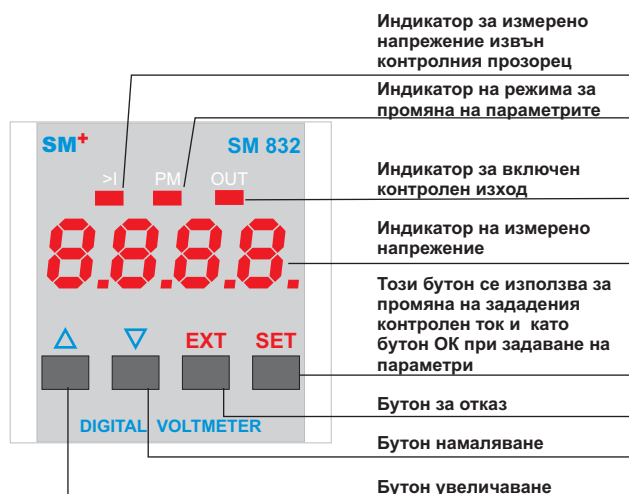 Индикатор за измерено
напрежение извън
контролния прозорец
Индикатор на режима за
промяна на параметрите
SM+
SM 832
>I PM OUT
Индикатор за включен
контролен изход
8.8.8.8.
Индикатор на измерено
напрежение
Този бутон се използва за
промяна на зададения
контролен ток и като
бутон ОК при задаване на
параметри
△ ▽ EXT SET
Бутон за отказ
DIGITAL VOLTMETER
Бутон намаляване
Бутон увеличаване